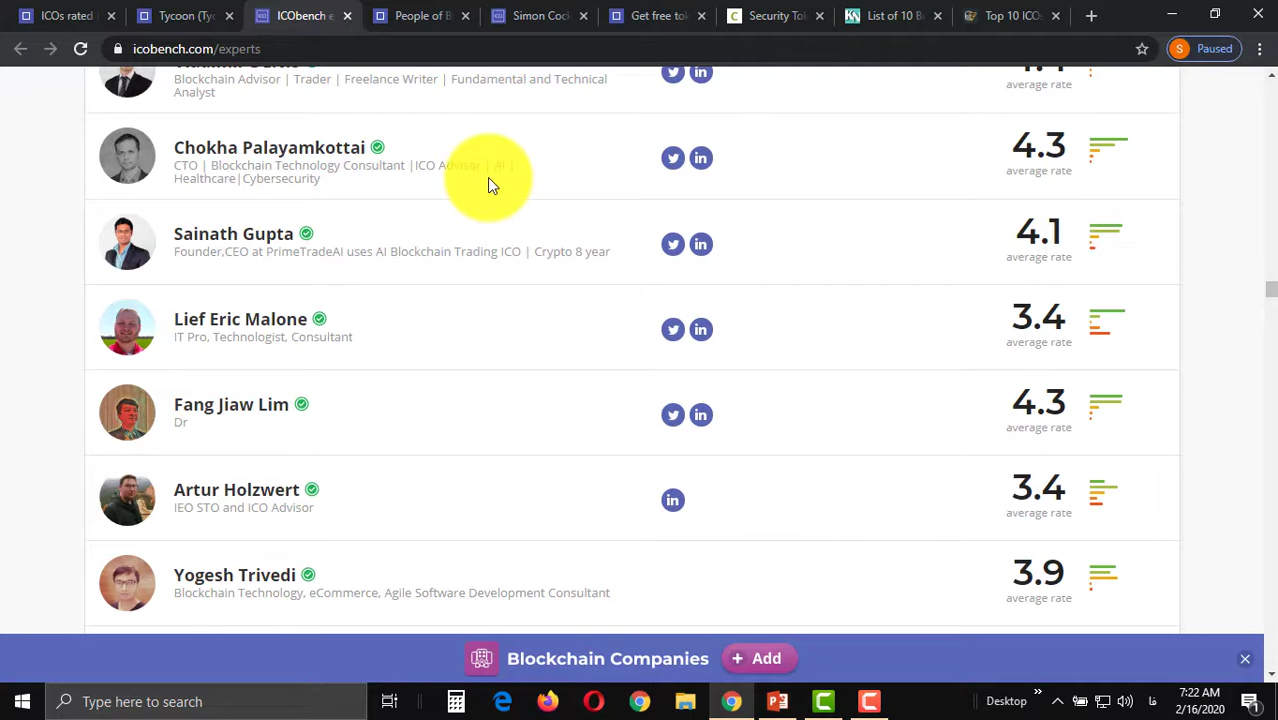 ICOs rated
Tycoon (Ty
ICObench e
People of B
Simon Cock
Get free tok
Security Tok
List of 10 B
Top 10 ICOs
icobench.com/experts
Paused
Blockchain Advisor | Trader | Freelance Writer | Fundamental and Technical
Analyst
average rate
Chokha Palayamkottai
CTO | Blockchain Technology Consultant |ICO Advisor | AI |
Healthcare|Cybersecurity
4.3
average rate
Sainath Gupta
Founder,CEO at PrimeTradeAI uses AI Blockchain Trading ICO | Crypto 8 year
4.1
average rate
Lief Eric Malone
IT Pro, Technologist, Consultant
3.4
average rate
Fang Jiaw Lim
Dr
4.3
average rate
Artur Holzwert
IEO STO and ICO Advisor
3.4
average rate
Yogesh Trivedi
Blockchain Technology, eCommerce, Agile Software Development Consultant
3.9
average rate
Blockchain Companies
+ Add
Type here to search
Desktop
فا
7:22 AM
2/16/2020